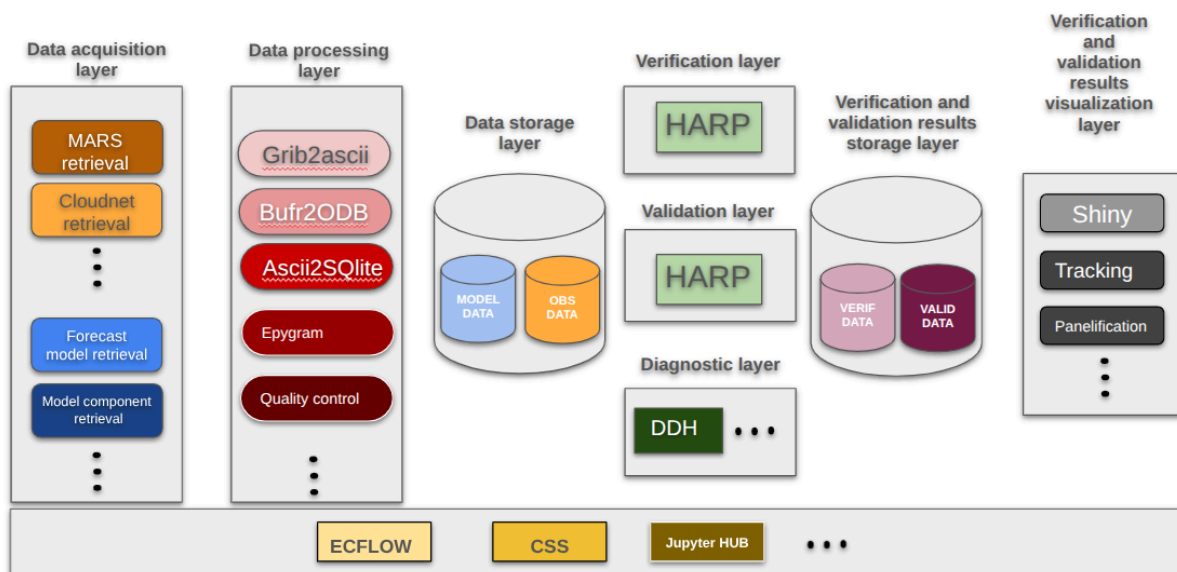 Data acquisition
layer
MARS
retrieval
Cloudnet
retrieval
Forecast
model retrieval
Model component
retrieval
Data processing
layer
Grib2ascii
Bufr2ODB
Ascii2SQlite
Epygram
Quality control
Data storage
layer
MODEL
DATA
OBS
DATA
Verification layer
HARP
Validation layer
HARP
Diagnostic layer
DDH
Verification and
validation results
storage layer
VERIF
DATA
VALID
DATA
Verification
and
validation
results
visualization
layer
Shiny
Tracking
Panelification
ECFLOW
CSS
Jupyter HUB